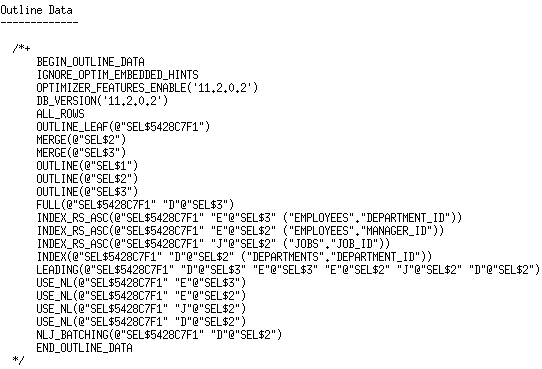 Outline Data
-------------
/*+
BEGIN_OUTLINE_DATA
IGNORE_OPTIM_EMBEDDED_HINTS
OPTIMIZER_FEATURES_ENABLE('11.2.0.2')
DB_VERSION('11.2.0.2')
ALL_ROWS
OUTLINE_LEAF(@"SEL$5428C7F1")
MERGE(@"SEL$2")
MERGE(@"SEL$3")
OUTLINE(@"SEL$1")
OUTLINE(@"SEL$2")
OUTLINE(@"SEL$3")
FULL(@"SEL$5428C7F1" "D"@"SEL$3")
INDEX_RS_ASC(@"SEL$5428C7F1" "E"@"SEL$3" ("EMPLOYEES"."DEPARTMENT_ID"))
INDEX_RS_ASC(@"SEL$5428C7F1" "E"@"SEL$2" ("EMPLOYEES"."MANAGER_ID"))
INDEX_RS_ASC(@"SEL$5428C7F1" "J"@"SEL$2" ("JOBS"."JOB_ID"))
INDEX(@"SEL$5428C7F1" "D"@"SEL$2" ("DEPARTMENTS"."DEPARTMENT_ID"))
LEADING(@"SEL$5428C7F1" "D"@"SEL$3" "E"@"SEL$3" "E"@"SEL$2" "J"@"SEL$2" "D"@"SEL$2")
USE_NL(@"SEL$5428C7F1" "E"@"SEL$3")
USE_NL(@"SEL$5428C7F1" "E"@"SEL$2")
USE_NL(@"SEL$5428C7F1" "J"@"SEL$2")
USE_NL(@"SEL$5428C7F1" "D"@"SEL$2")
NLJ_BATCHING(@"SEL$5428C7F1" "D"@"SEL$2")
END_OUTLINE_DATA
*/